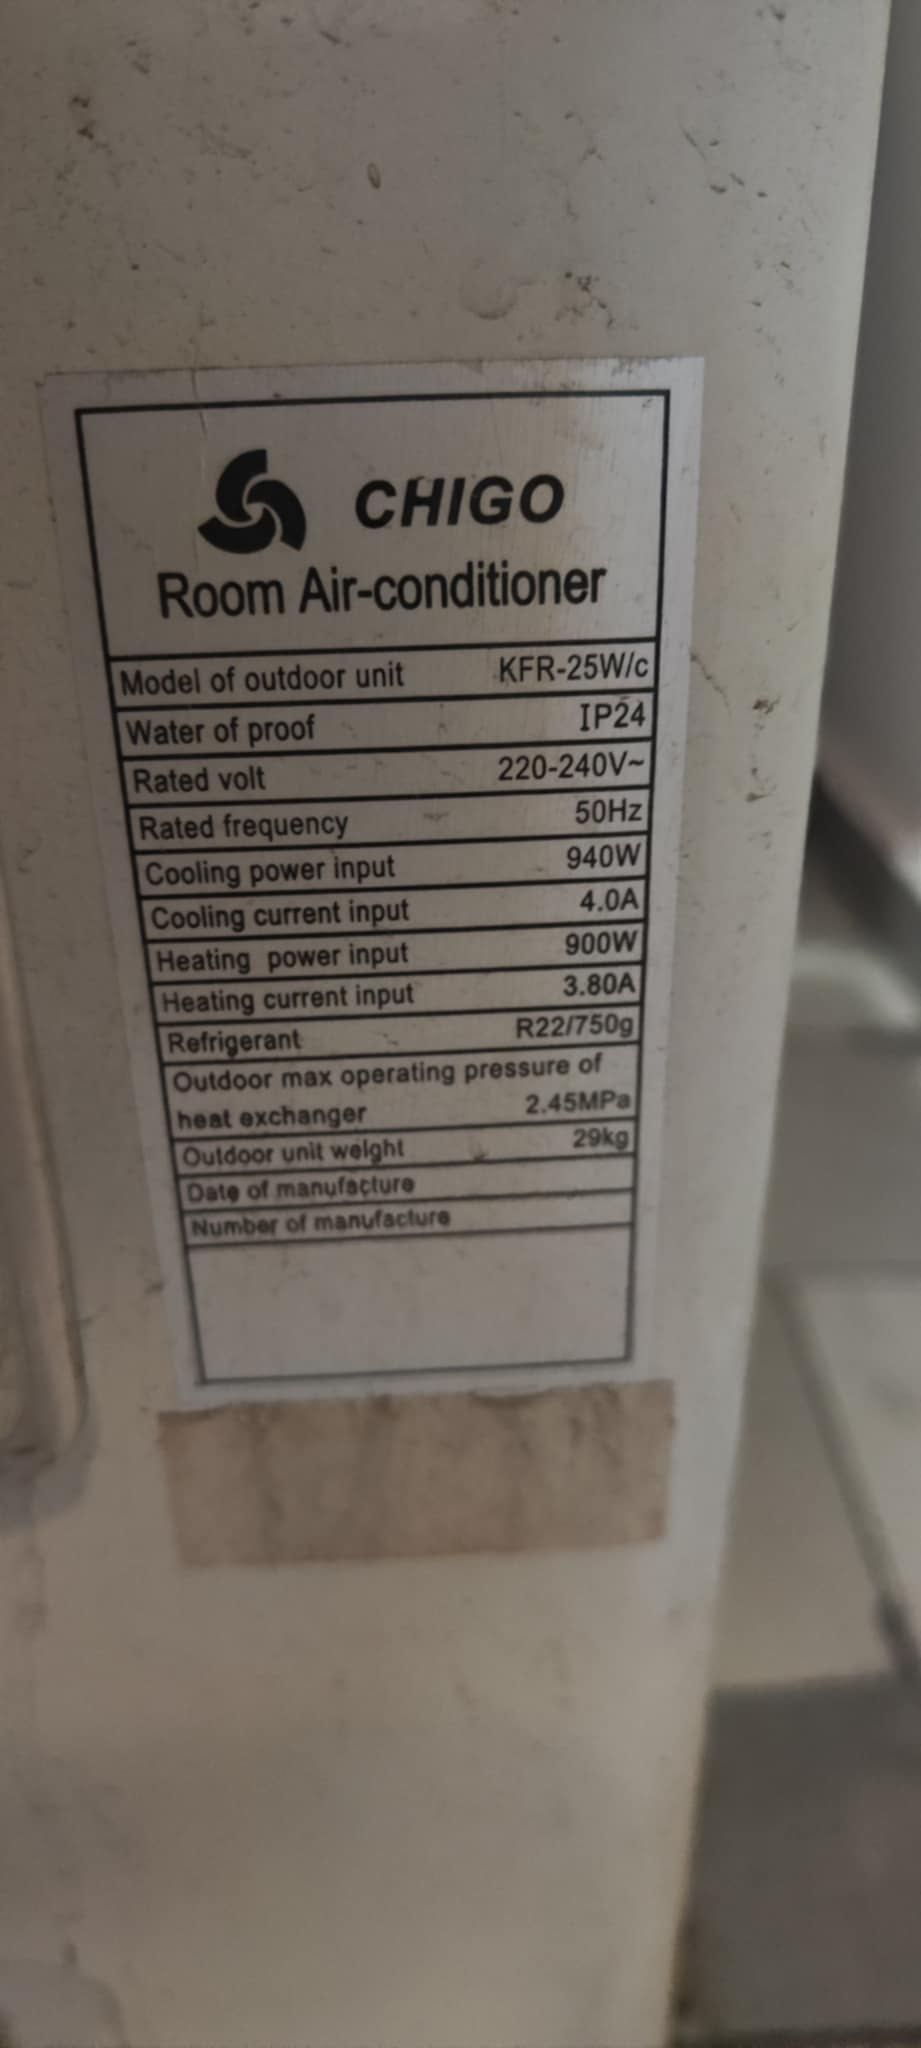 CHIGO
Room Air-conditioner
Model of outdoor unit KFR-25W/c
Water of proof IP24
Rated volt 220-240V~
Rated frequency 50Hz
Cooling power input 940W
Cooling current input 4.0A
Heating power input 900W
Heating current input 3.80A
Refrigerant R22/750g
Outdoor max operating pressure of
heat exchanger 2.45MPa
Outdoor unit weight 29kg
Date of manufacture
Number of manufacture